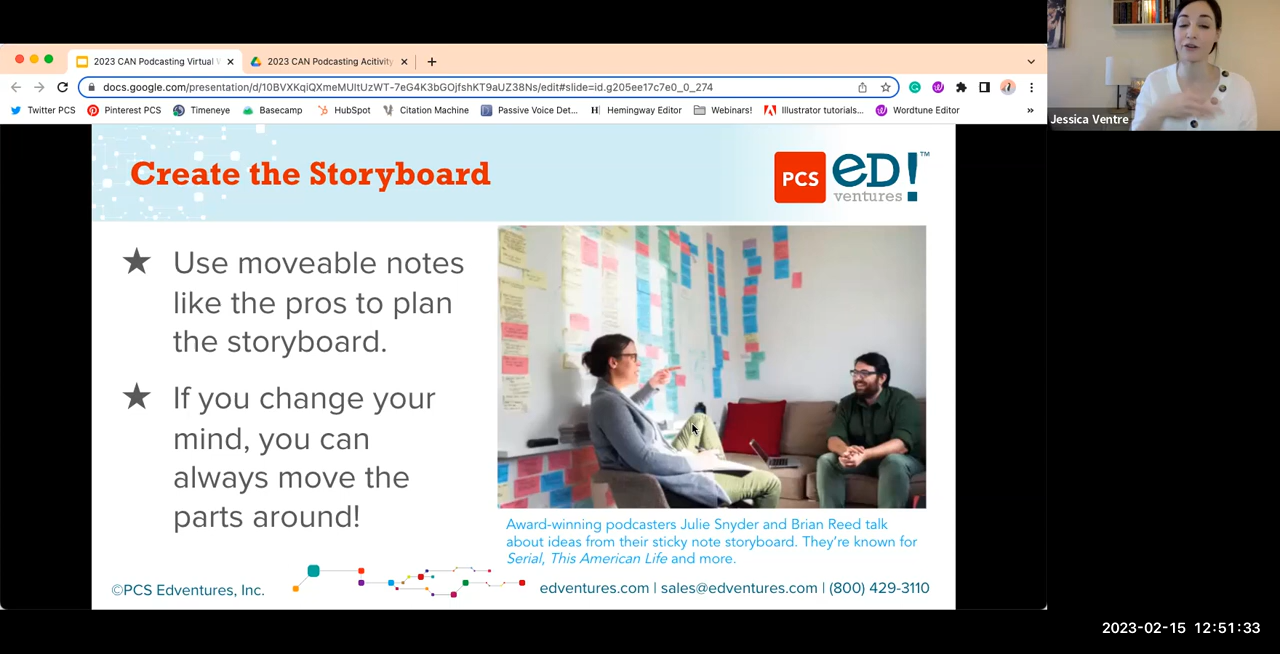 2023 CAN Podcasting Virtual
2023 CAN Podcasting Acitivity
docs.google.com/presentation/d/10BVXKqiQXmeMUltUzWT-7eG4K3bGOjfshKT9aUZ38Ns/edit#slide=id.g205ee17c7e0_0_274
Twitter PCS
Pinterest PCS
Timeneye
Basecamp
HubSpot
Citation Machine
Passive Voice Det...
Hemingway Editor
Webinars!
Illustrator tutorials...
Wordtune Editor
Jessica Ventre
Create the Storyboard
PCS
eD!™
ventures
★ Use moveable notes
like the pros to plan
the storyboard.
★ If you change your
mind, you can
always move the
parts around!
Award-winning podcasters Julie Snyder and Brian Reed talk
about ideas from their sticky note storyboard. They're known for
Serial, This American Life and more.
©PCS Edventures, Inc.
edventures.com | sales@edventures.com | (800) 429-3110
2023-02-15 12:51:33